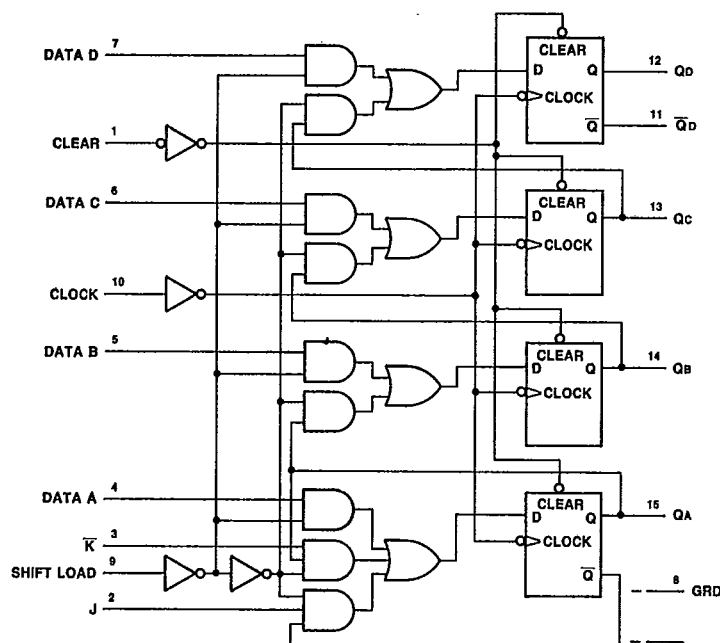 DATA D 7
CLEAR
D Q 12 QD
CLOCK
Q̅ 11 Q̅D
CLEAR 1
DATA C 6
CLEAR
D Q 13 QC
CLOCK
CLOCK 10
DATA B 5
CLEAR
D Q 14 QB
CLOCK
DATA A 4
CLEAR
D Q 15 QA
CLOCK
K̅ 3
SHIFT LOAD 9
Q̅
8 GRD
J 2